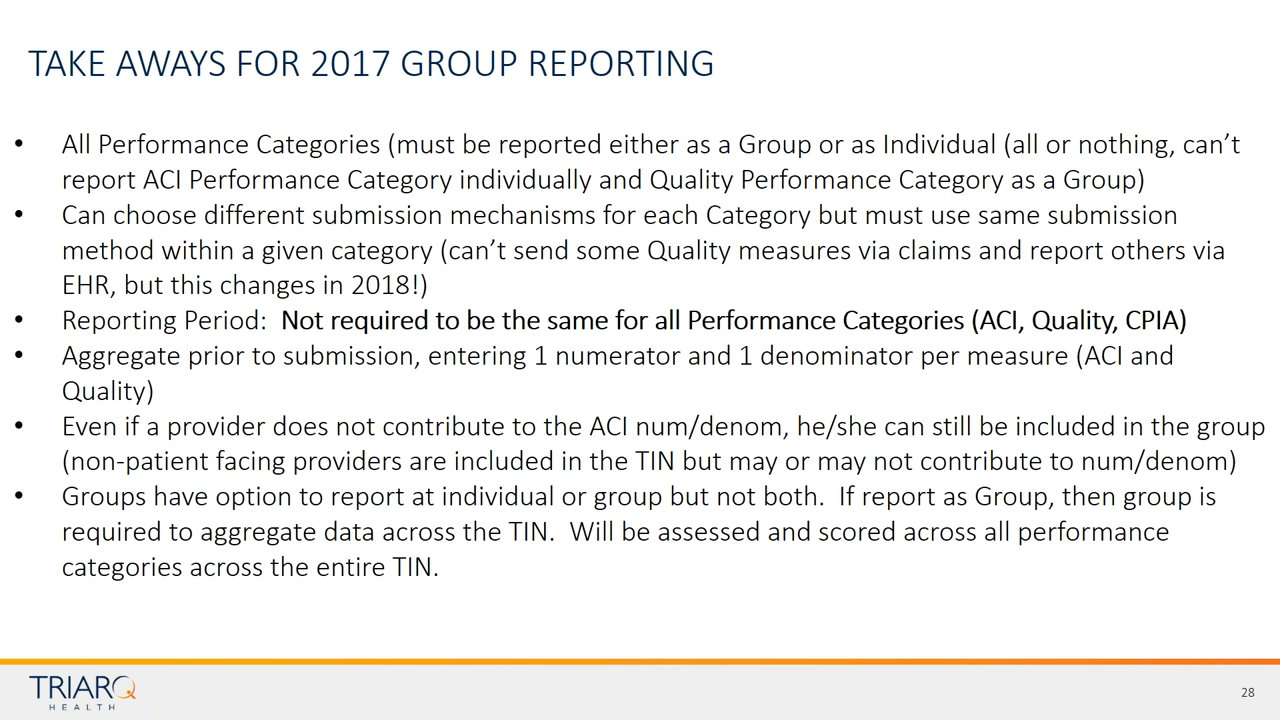 TAKE AWAYS FOR 2017 GROUP REPORTING
• All Performance Categories (must be reported either as a Group or as Individual (all or nothing, can’t
report ACI Performance Category individually and Quality Performance Category as a Group)
• Can choose different submission mechanisms for each Category but must use same submission
method within a given category (can’t send some Quality measures via claims and report others via
EHR, but this changes in 2018!)
• Reporting Period: Not required to be the same for all Performance Categories (ACI, Quality, CPIA)
• Aggregate prior to submission, entering 1 numerator and 1 denominator per measure (ACI and
Quality)
• Even if a provider does not contribute to the ACI num/denom, he/she can still be included in the group
(non-patient facing providers are included in the TIN but may or may not contribute to num/denom)
• Groups have option to report at individual or group but not both. If report as Group, then group is
required to aggregate data across the TIN. Will be assessed and scored across all performance
categories across the entire TIN.
TRIARQ
HEALTH
28